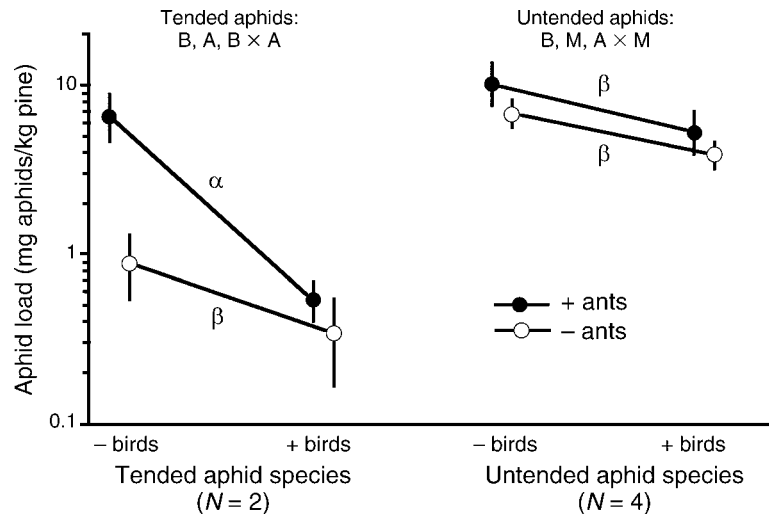 Tended aphids:
B, A, B × A
Untended aphids:
B, M, A × M
Aphid load (mg aphids/kg pine)
10
1
0.1
α
β
β
β
+ ants
– ants
– birds
+ birds
– birds
+ birds
Tended aphid species
(N = 2)
Untended aphid species
(N = 4)